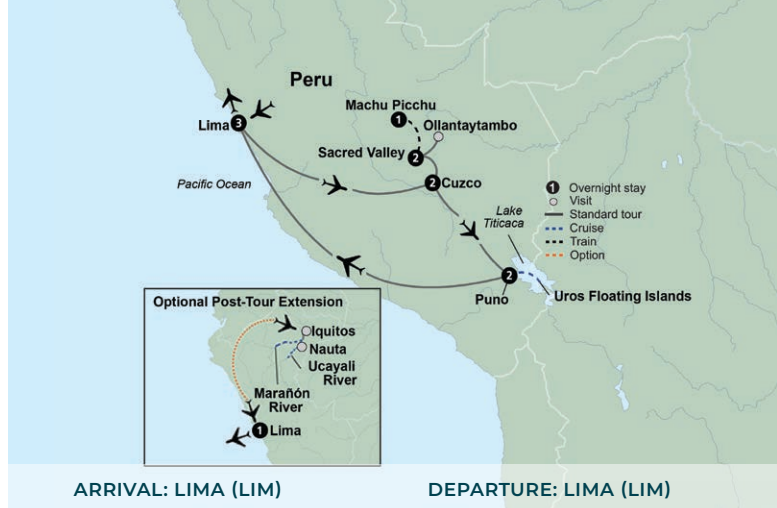 Peru
Machu Picchu
1
Ollantaytambo
Lima 3
Sacred Valley
2
2 Cuzco
Pacific Ocean
1 Overnight stay
Visit
Standard tour
Cruise
Train
Option
Lake
Titicaca
2
Puno
Uros Floating Islands
Optional Post-Tour Extension
Iquitos
Nauta
Ucayali
River
Marañón
River
1 Lima
ARRIVAL: LIMA (LIM)
DEPARTURE: LIMA (LIM)